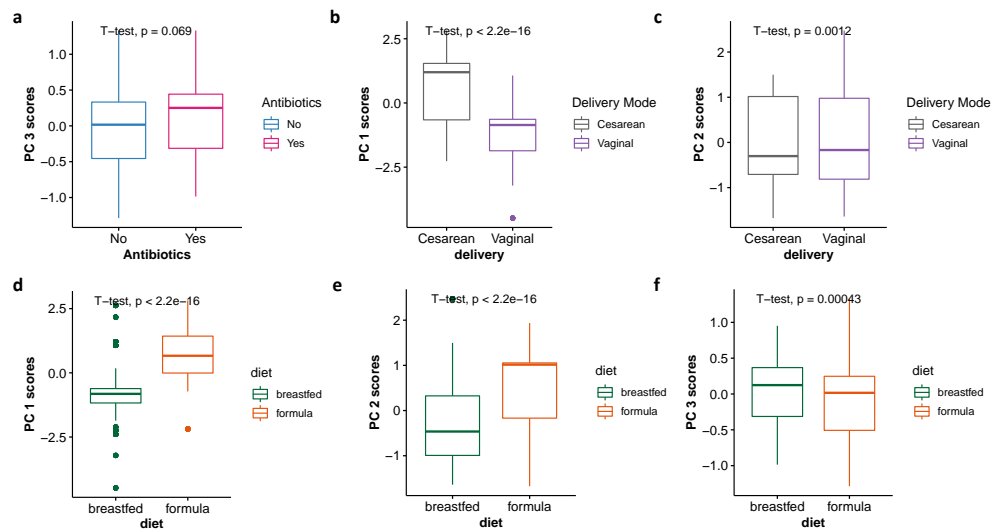 a
T−test, p = 0.069
PC 3 scores
1.0
0.5
0.0
−0.5
−1.0
No
Yes
Antibiotics
Antibiotics
No
Yes
b
T−test, p < 2.2e−16
PC 1 scores
2.5
0.0
−2.5
Cesarean
Vaginal
delivery
Delivery Mode
Cesarean
Vaginal
c
T−test, p = 0.0012
PC 2 scores
2
1
0
−1
Cesarean
Vaginal
delivery
Delivery Mode
Cesarean
Vaginal
d
T−test, p < 2.2e−16
PC 1 scores
2.5
0.0
−2.5
breastfed
formula
diet
diet
breastfed
formula
e
T−test, p < 2.2e−16
PC 2 scores
2
1
0
−1
breastfed
formula
diet
diet
breastfed
formula
f
T−test, p = 0.00043
PC 3 scores
1.0
0.5
0.0
−0.5
−1.0
breastfed
formula
diet
diet
breastfed
formula